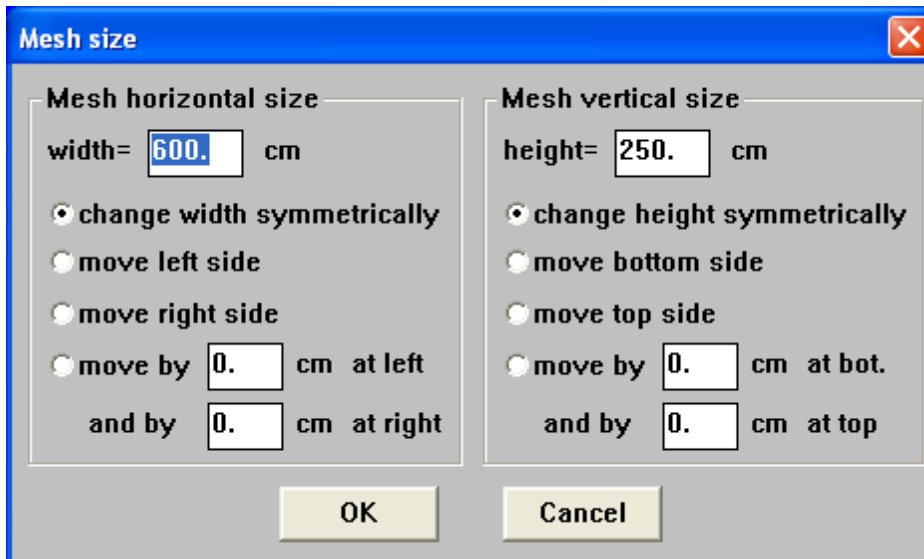 Mesh size
Mesh horizontal size
width= 600. cm
change width symmetrically
move left side
move right side
move by 0. cm at left
and by 0. cm at right
Mesh vertical size
height= 250. cm
change height symmetrically
move bottom side
move top side
move by 0. cm at bot.
and by 0. cm at top
OK
Cancel